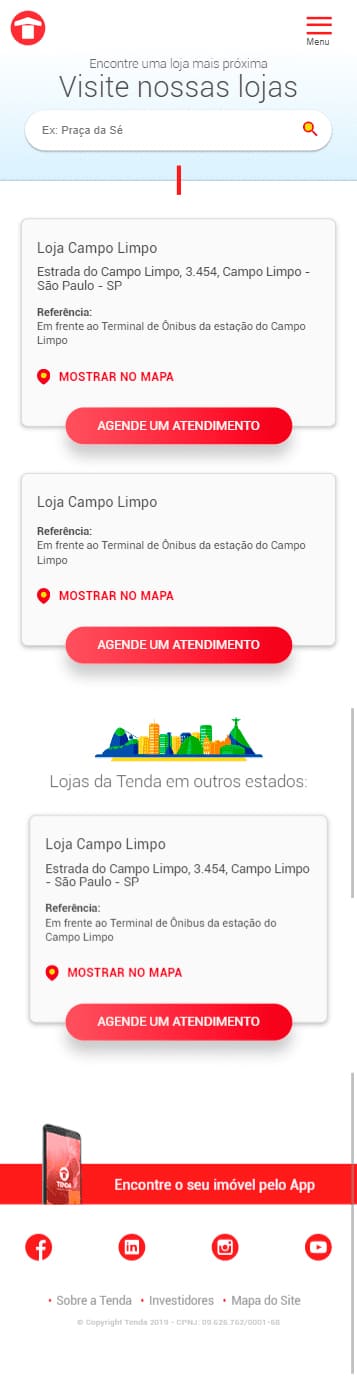 Menu
Encontre uma loja mais próxima
Visite nossas lojas
Ex: Praça da Sé
Loja Campo Limpo
Estrada do Campo Limpo, 3.454, Campo Limpo -
São Paulo - SP
Referência:
Em frente ao Terminal de Ônibus da estação do Campo
Limpo
MOSTRAR NO MAPA
AGENDE UM ATENDIMENTO
Loja Campo Limpo
Referência:
Em frente ao Terminal de Ônibus da estação do Campo
Limpo
MOSTRAR NO MAPA
AGENDE UM ATENDIMENTO
Lojas da Tenda em outros estados:
Loja Campo Limpo
Estrada do Campo Limpo, 3.454, Campo Limpo
- São Paulo - SP
Referência:
Em frente ao Terminal de Ônibus da estação do
Campo Limpo
MOSTRAR NO MAPA
AGENDE UM ATENDIMENTO
TENDA
Encontre o seu imóvel pelo App
• Sobre a Tenda • Investidores • Mapa do Site
© Copyright Tenda 2019 - CPNJ: 09.626.762/0001-68